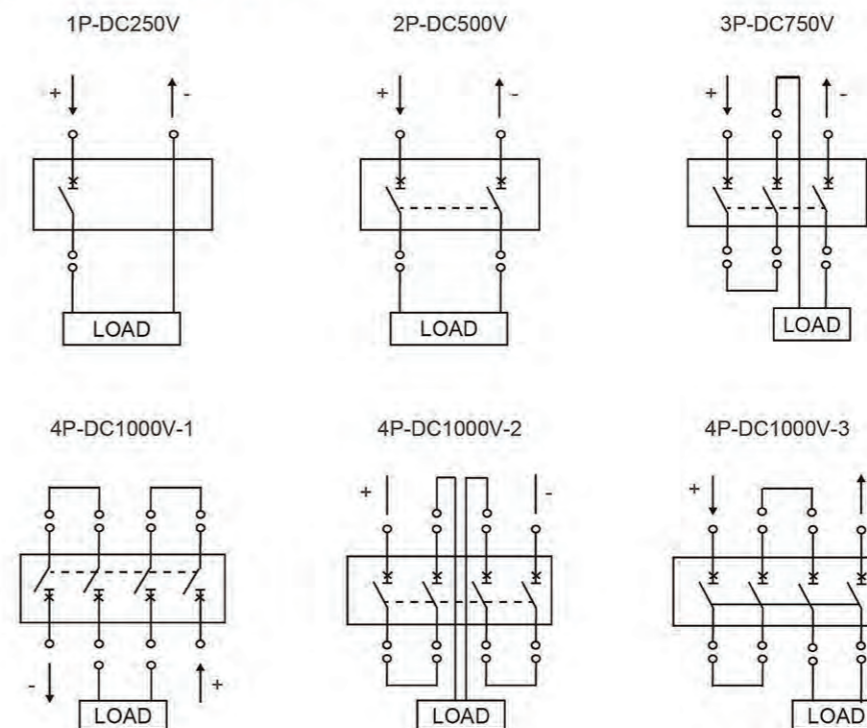 1P-DC250V
2P-DC500V
3P-DC750V
+ -
+ -
+ -
LOAD
LOAD
LOAD
4P-DC1000V-1
4P-DC1000V-2
4P-DC1000V-3
+ -
+
- +
LOAD
LOAD
LOAD